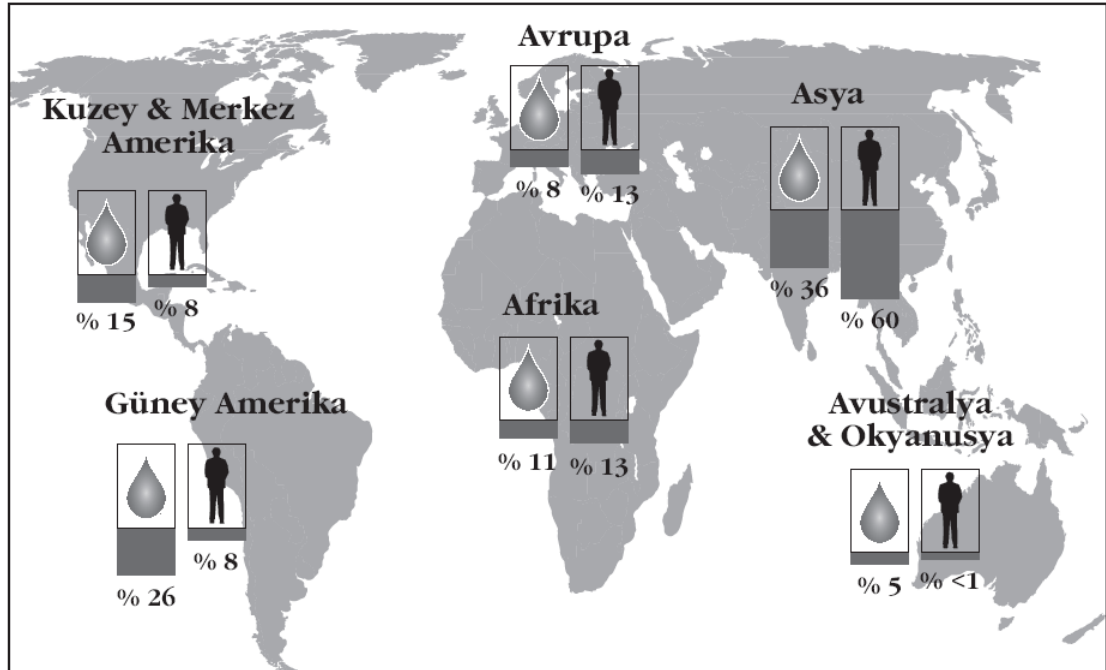 Avrupa
% 8
% 13
Asya
% 36
% 60
Kuzey & Merkez
Amerika
% 15
% 8
Afrika
% 11
% 13
Güney Amerika
% 26
% 8
Avustralya
& Okyanusya
% 5
% <1